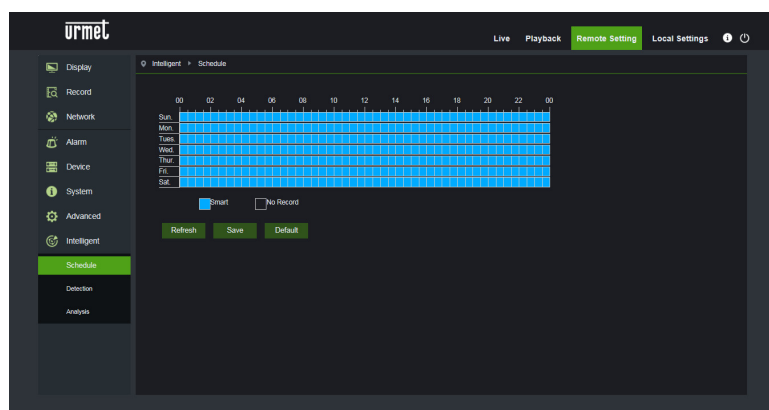 urmet
Live Playback Remote Setting Local Settings
Display
Record
Network
Alarm
Device
System
Advanced
Intelligent
Schedule
Detection
Analysis
Intelligent Schedule
00 02 04 06 08 10 12 14 16 18 20 22 00
Sun.
Mon.
Tues.
Wed.
Thur.
Fri.
Sat.
Smart No Record
Refresh Save Default